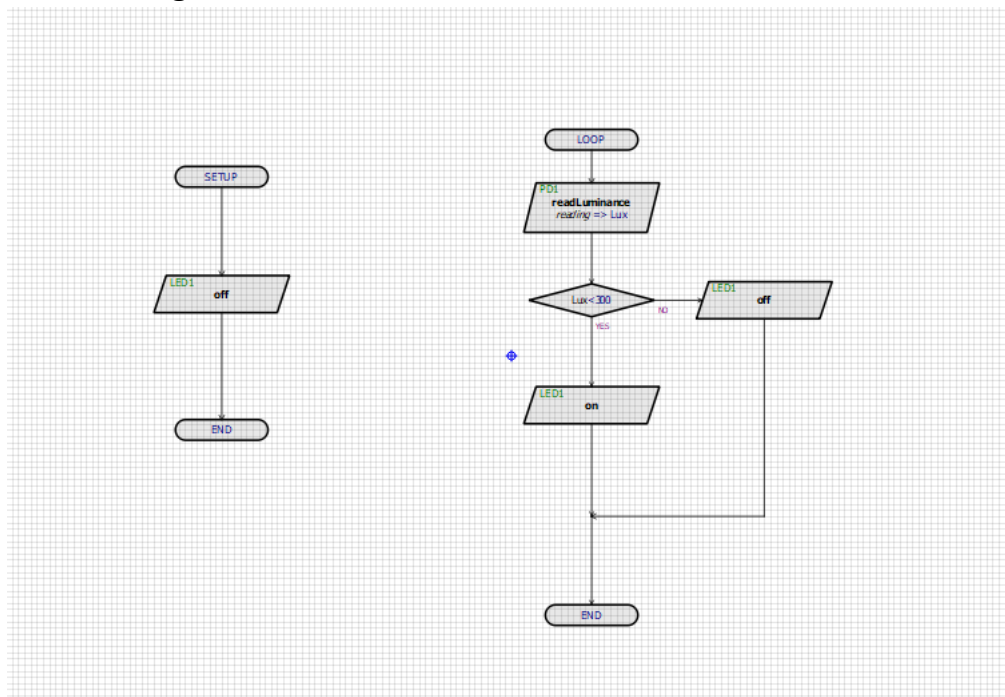 SETUP
LED1
off
END
LOOP
PD1
readLuminance
reading => Lux
Lux<300
YES
NO
LED1
off
LED1
on
END